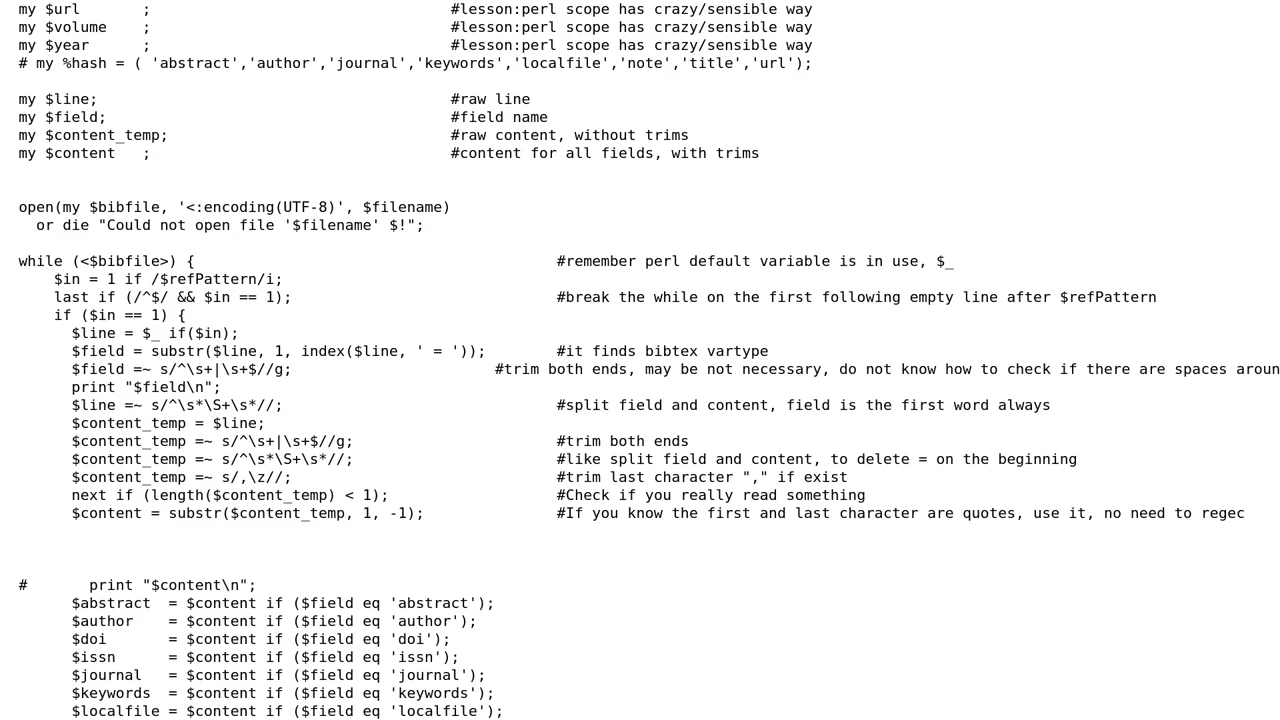 my $url       ;                                  #lesson:perl scope has crazy/sensible way
my $volume    ;                                  #lesson:perl scope has crazy/sensible way
my $year      ;                                  #lesson:perl scope has crazy/sensible way
# my %hash = ( 'abstract','author','journal','keywords','localfile','note','title','url');
my $line;                                        #raw line
my $field;                                       #field name
my $content_temp;                                #raw content, without trims
my $content   ;                                  #content for all fields, with trims
open(my $bibfile, '<:encoding(UTF-8)', $filename)
  or die "Could not open file '$filename' $!";
while (<$bibfile>) {                                         #remember perl default variable is in use, $_
    $in = 1 if /$refPattern/i;
    last if (/^$/ && $in == 1);                              #break the while on the first following empty line after $refPattern
    if ($in == 1) {
      $line = $_ if($in);
      $field = substr($line, 1, index($line, ' = '));        #it finds bibtex vartype
      $field =~ s/^\s+|\s+$//g;                       #trim both ends, may be not necessary, do not know how to check if there are spaces aroun
      print "$field\n";
      $line =~ s/^\s*\S+\s*//;                               #split field and content, field is the first word always
      $content_temp = $line;
      $content_temp =~ s/^\s+|\s+$//g;                       #trim both ends
      $content_temp =~ s/^\s*\S+\s*//;                       #like split field and content, to delete = on the beginning
      $content_temp =~ s/,\z//;                              #trim last character "," if exist
      next if (length($content_temp) < 1);                   #Check if you really read something
      $content = substr($content_temp, 1, -1);               #If you know the first and last character are quotes, use it, no need to regec
#       print "$content\n";
      $abstract  = $content if ($field eq 'abstract');
      $author    = $content if ($field eq 'author');
      $doi       = $content if ($field eq 'doi');
      $issn      = $content if ($field eq 'issn');
      $journal   = $content if ($field eq 'journal');
      $keywords  = $content if ($field eq 'keywords');
      $localfile = $content if ($field eq 'localfile');